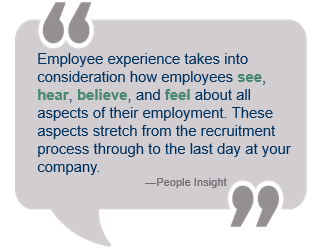 Employee experience takes into
consideration how employees see,
hear, believe, and feel about all
aspects of their employment. These
aspects stretch from the recruitment
process through to the last day at your
company.
—People Insight